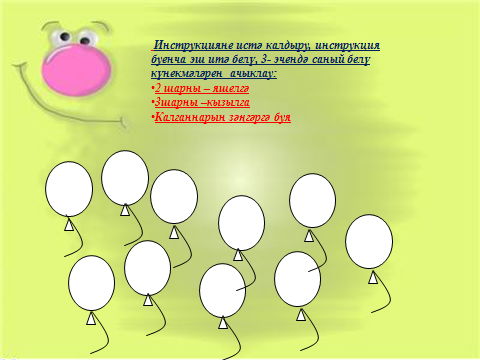 Инструкцияне истә калдыру, инструкция
буенча эш итә белү, 3- эчендә саный белү
күнекмәләрен ачыклау:
•2 шарны – яшелгә
•3шарны –кызылга
•Калганнарын зәңгәргә буя